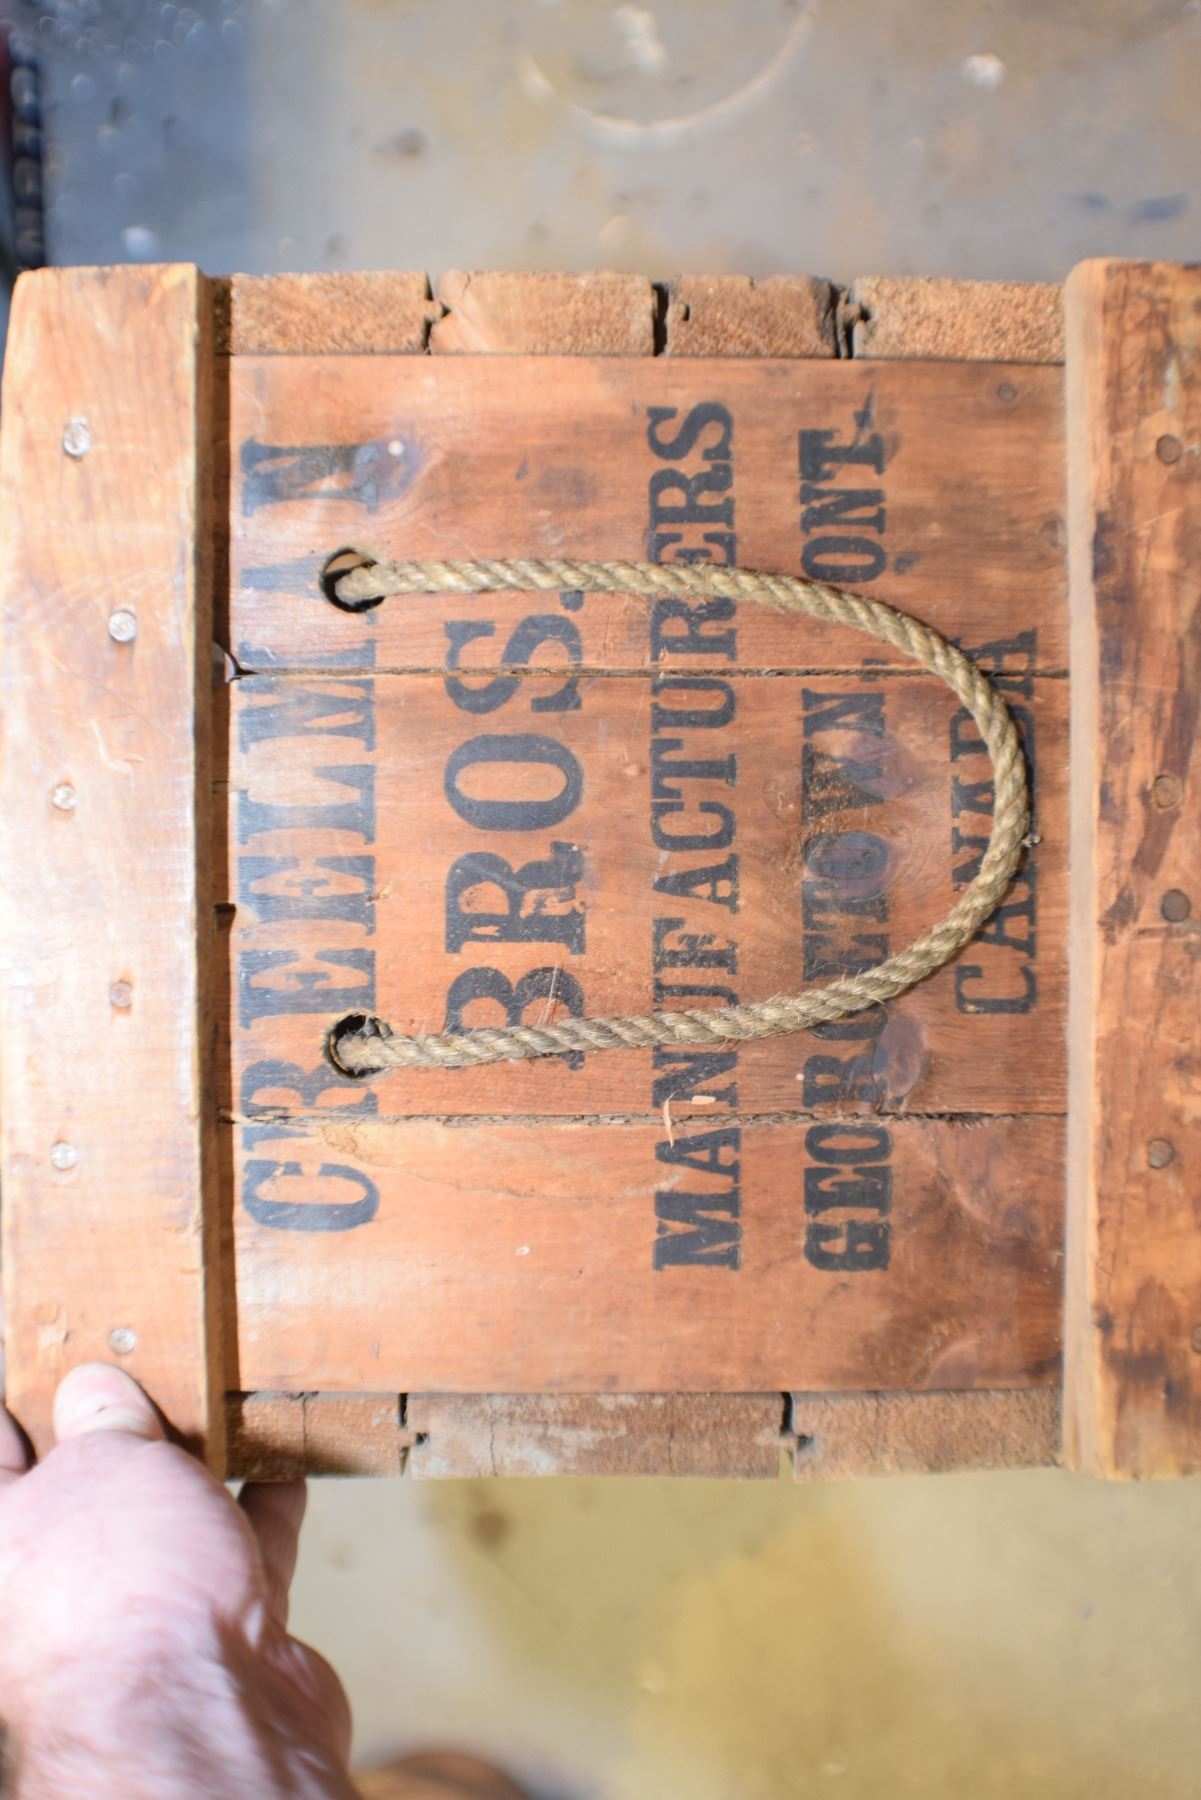 CREELMAN
BROS.
MANUFACTURERS
GEORGETOWN, ONT.
CANADA